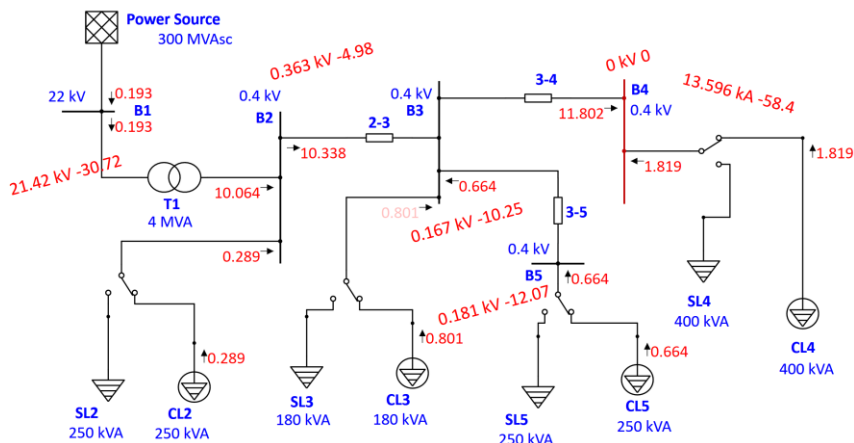 Power Source
300 MVAsc
0.363 kV -4.98
0 kV 0
13.596 kA -58.4
22 kV
0.193
B1
0.193
0.4 kV
B2
0.4 kV
B3
3-4
B4
0.4 kV
11.802
2-3
10.338
21.42 kV -30.72
T1
4 MVA
10.064
0.289
0.664
0.801
0.167 kV -10.25
3-5
1.819
1.819
0.4 kV
B5
0.664
0.181 kV -12.07
SL4
400 kVA
CL4
400 kVA
0.289
0.801
0.664
SL2
250 kVA
CL2
250 kVA
SL3
180 kVA
CL3
180 kVA
SL5
250 kVA
CL5
250 kVA